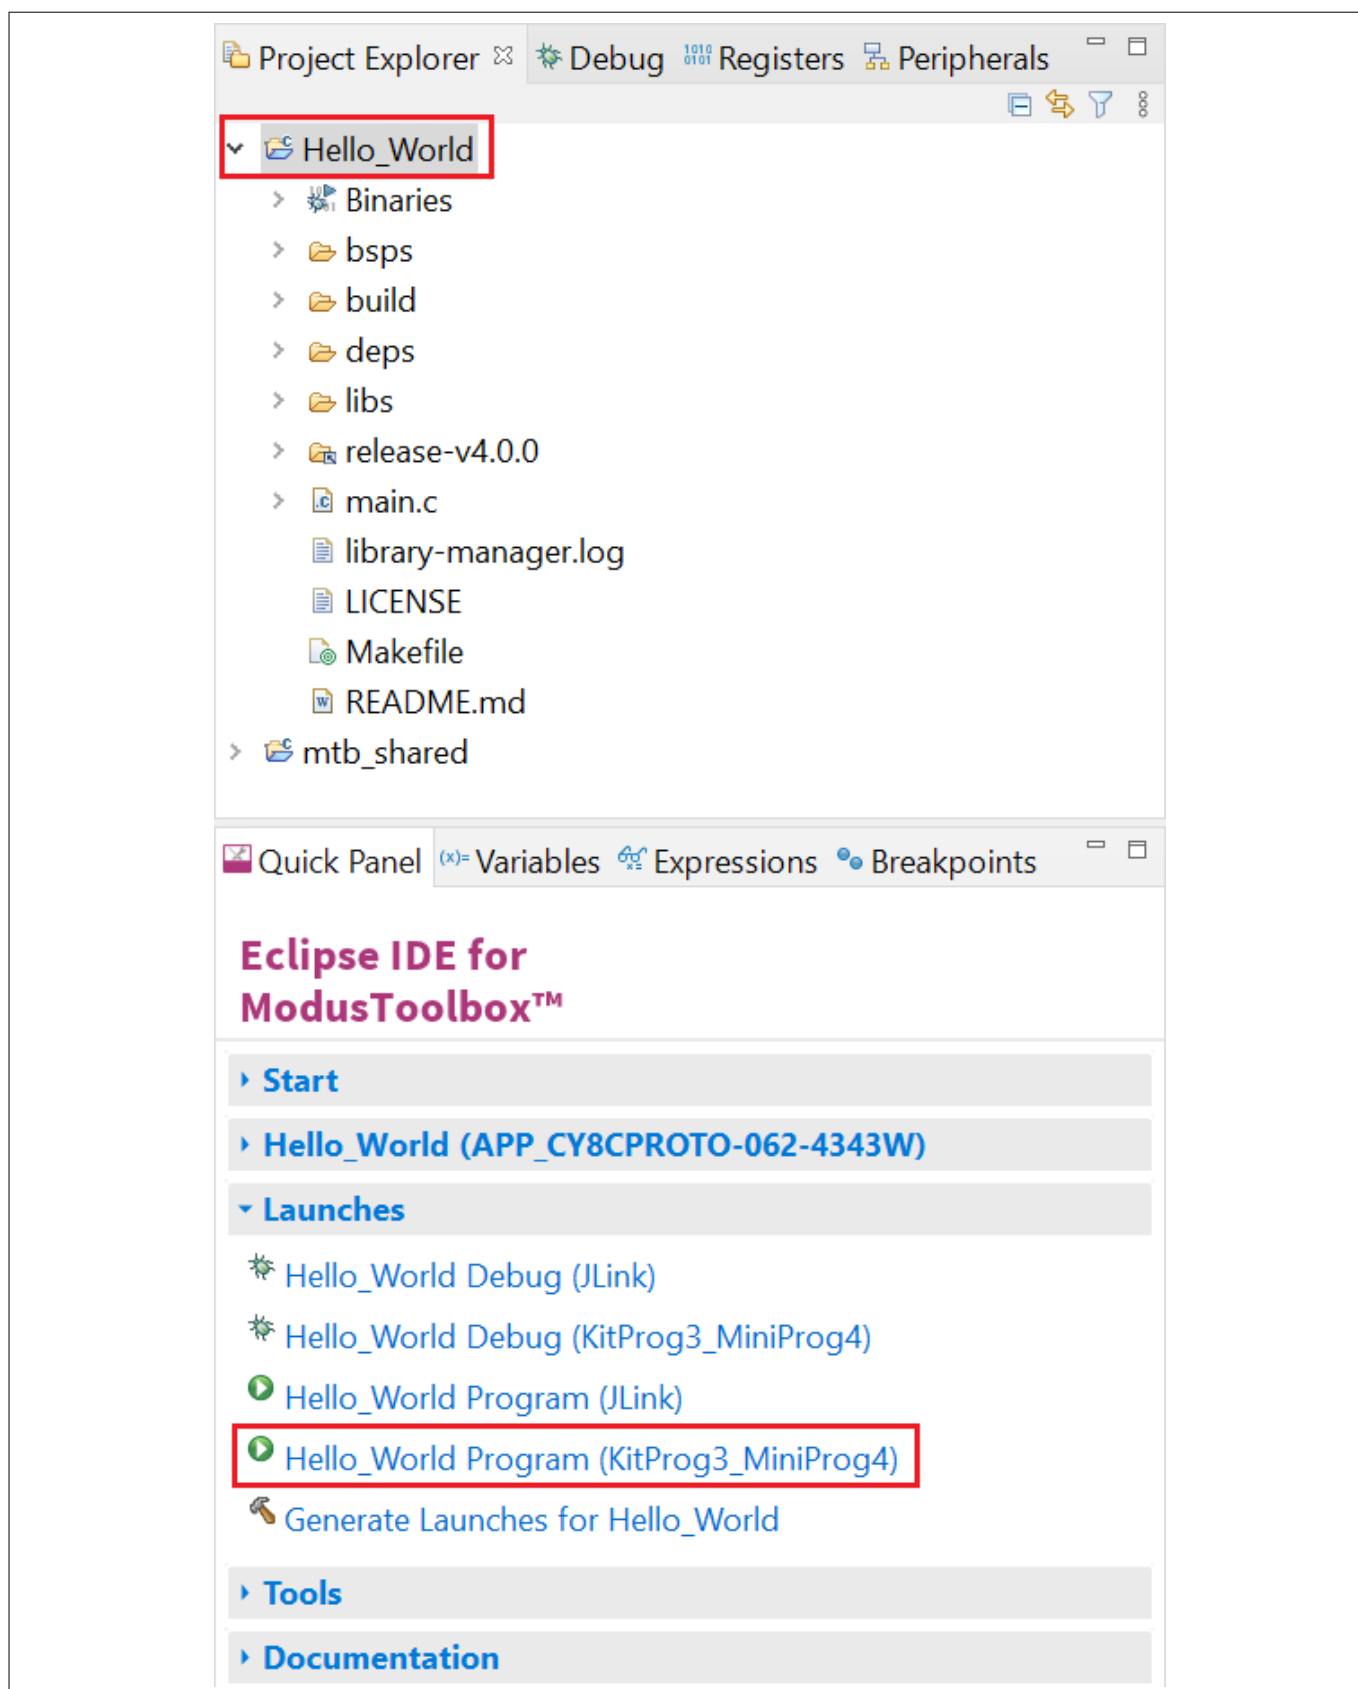 Project Explorer Debug Registers Peripherals
Hello_World
Binaries
bsps
build
deps
libs
release-v4.0.0
main.c
library-manager.log
LICENSE
Makefile
README.md
mtb_shared
Quick Panel (x)= Variables Expressions Breakpoints
Eclipse IDE for
ModusToolbox™
Start
Hello_World (APP_CY8CPROTO-062-4343W)
Launches
Hello_World Debug (JLink)
Hello_World Debug (KitProg3_MiniProg4)
Hello_World Program (JLink)
Hello_World Program (KitProg3_MiniProg4)
Generate Launches for Hello_World
Tools
Documentation